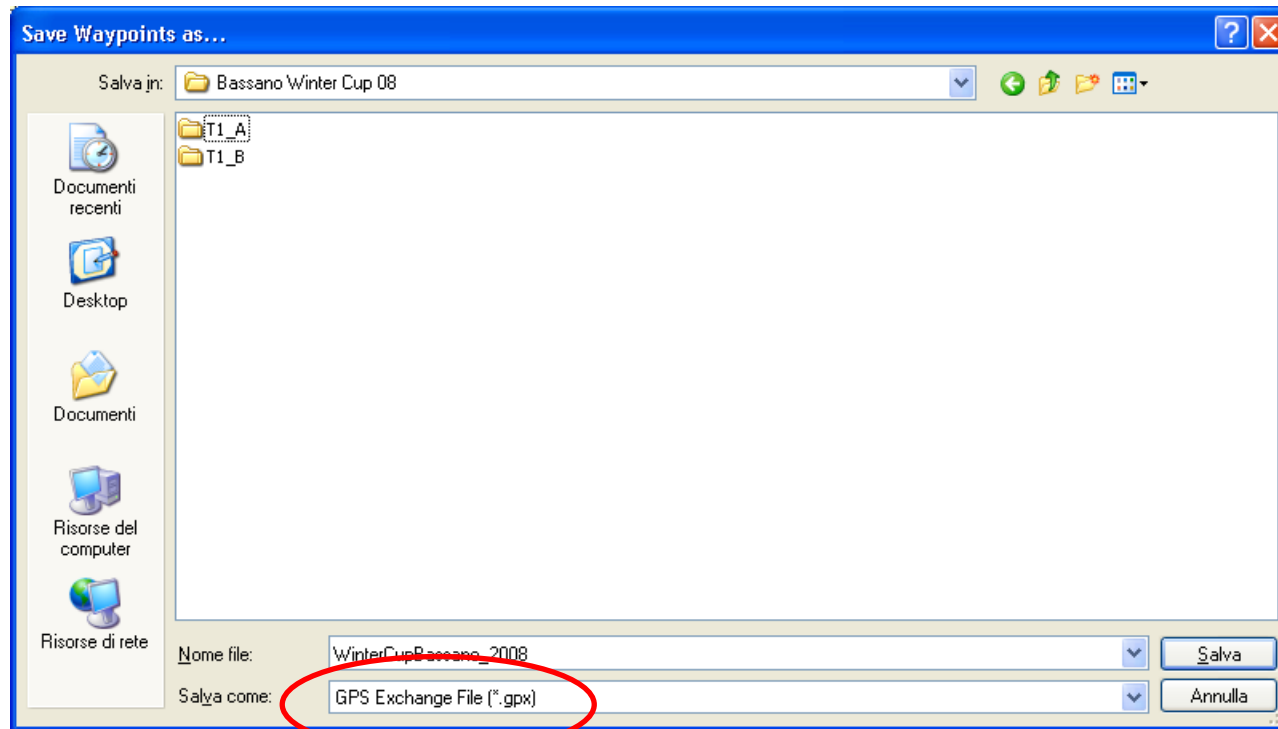 Save Waypoints as...
Salva in:
Bassano Winter Cup 08
T1_A
T1_B
Documenti
recenti
Desktop
Documenti
Risorse del
computer
Risorse di rete
Nome file:
WinterCupBassano_2008
Salva
Salva come:
GPS Exchange File (*.gpx)
Annulla